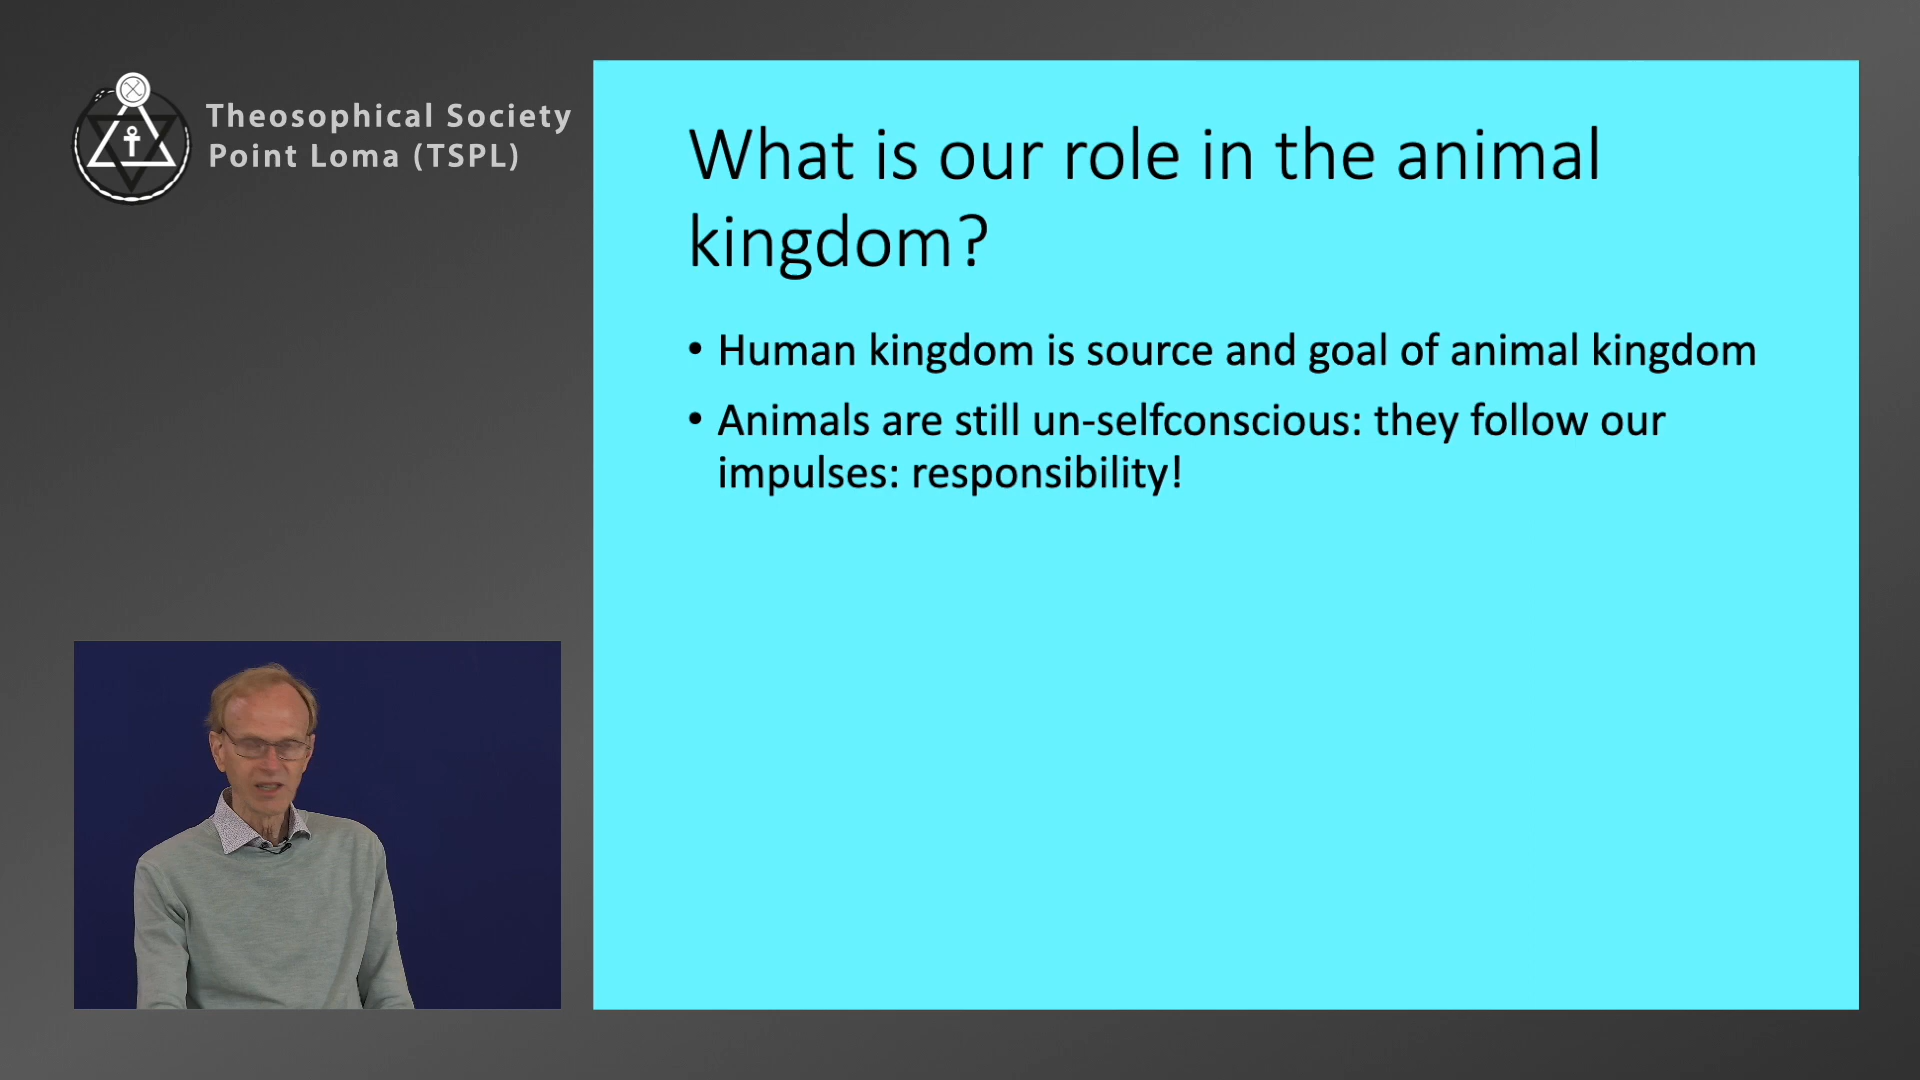 Theosophical Society
Point Loma (TSPL)
What is our role in the animal
kingdom?
• Human kingdom is source and goal of animal kingdom
• Animals are still un-selfconscious: they follow our
impulses: responsibility!